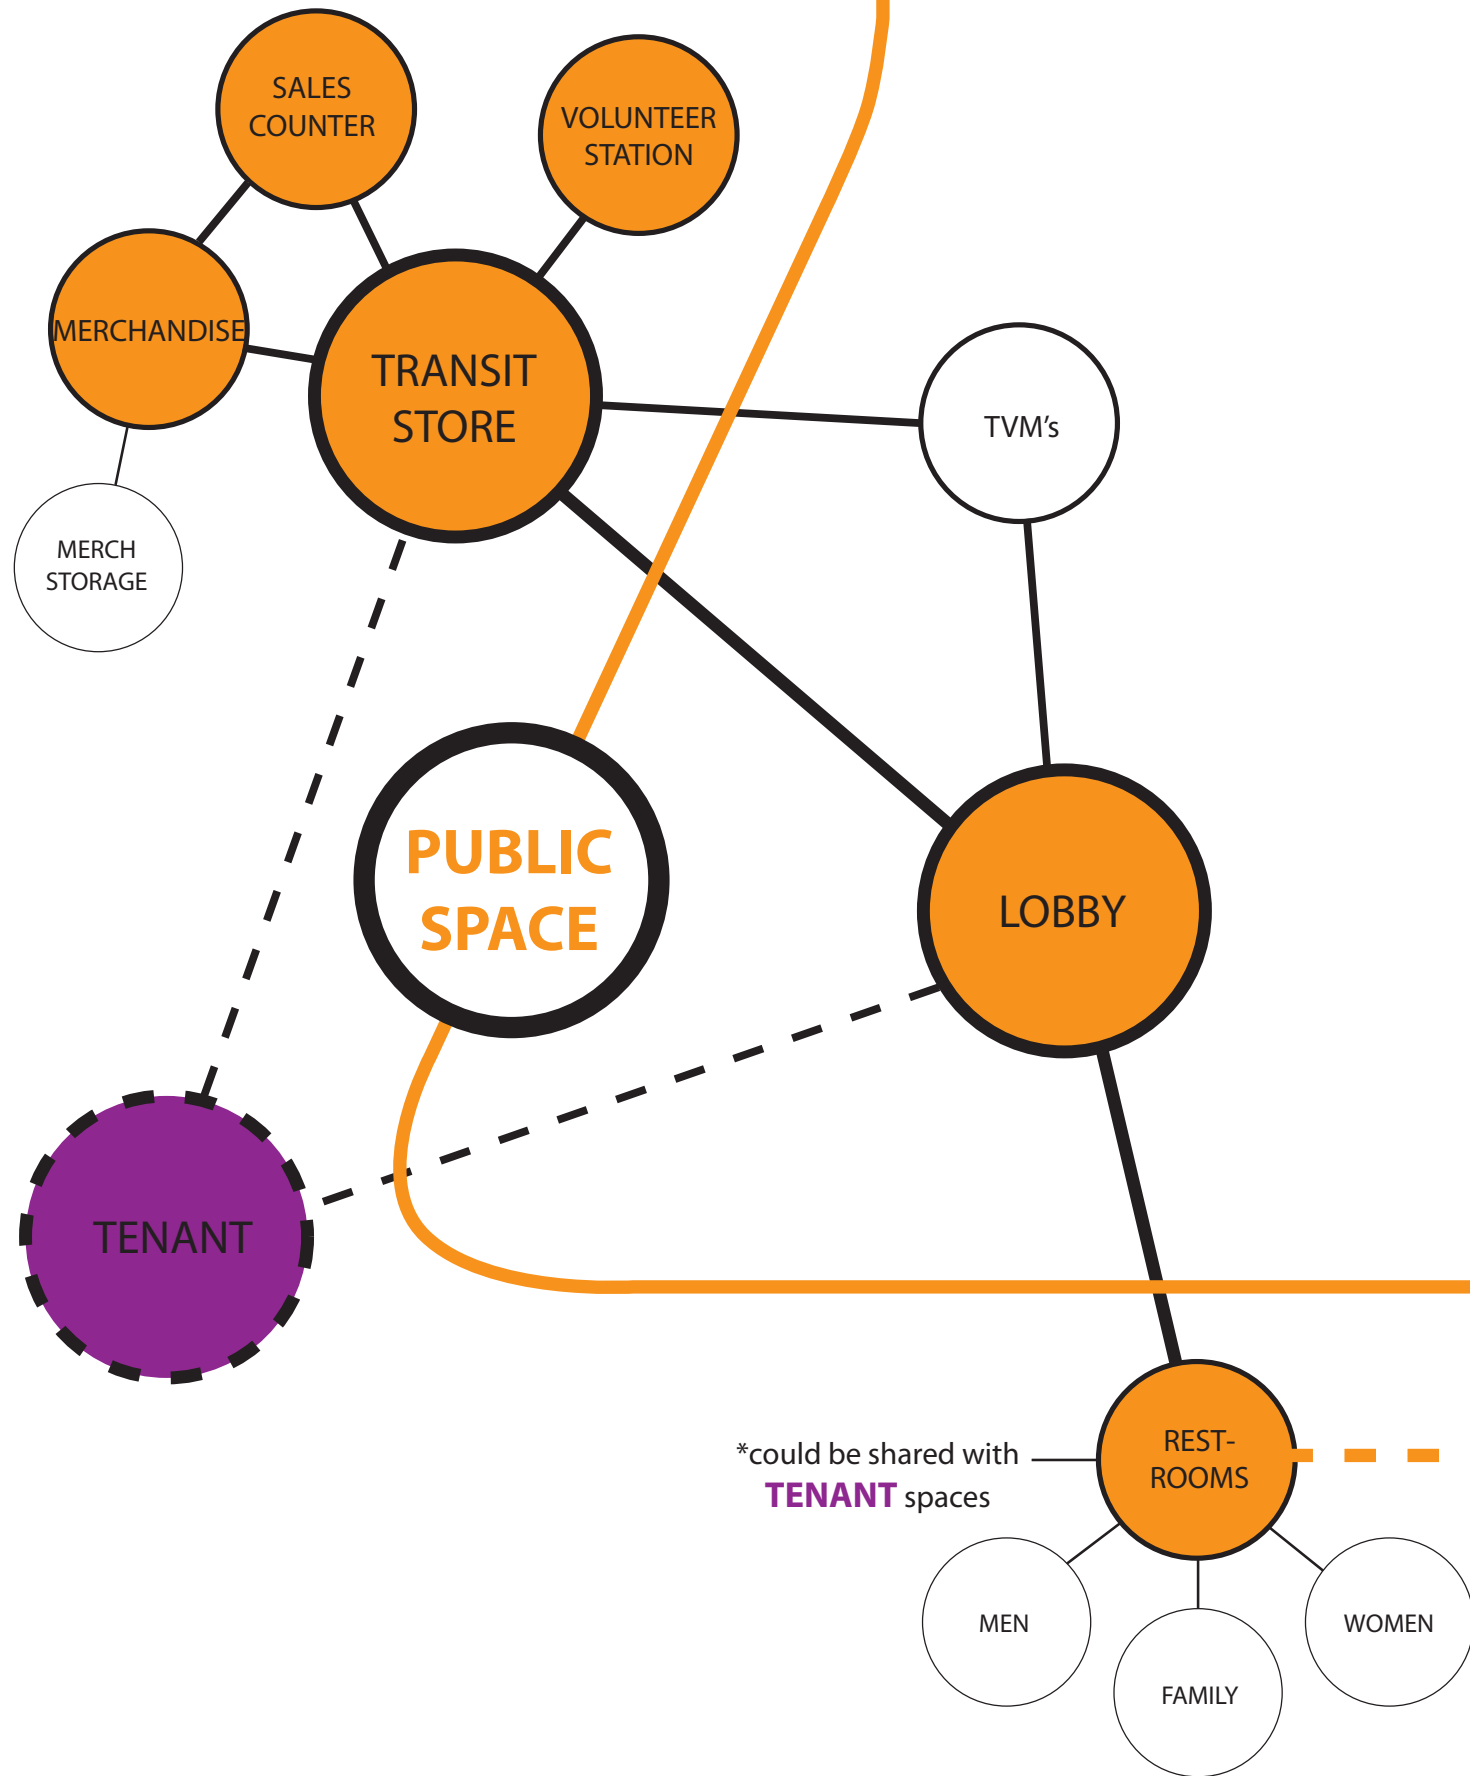 SALES
COUNTER
VOLUNTEER
STATION
MERCHANDISE
TRANSIT
STORE
TVM's
MERCH
STORAGE
PUBLIC
SPACE
LOBBY
TENANT
*could be shared with
TENANT spaces
REST-
ROOMS
MEN
FAMILY
WOMEN